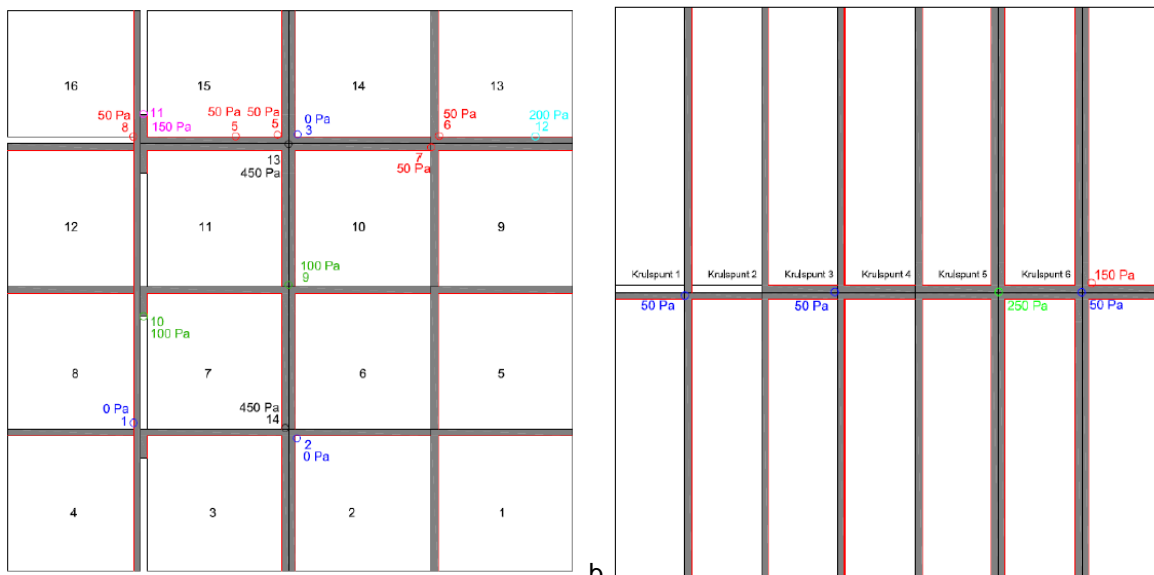 16
15
14
13
50 Pa
8
11
150 Pa
50 Pa
5
50 Pa
5
0 Pa
3
50 Pa
6
200 Pa
12
13
450 Pa
7
50 Pa
12
11
10
9
100 Pa
9
10
100 Pa
8
7
6
5
0 Pa
1
450 Pa
14
2
0 Pa
4
3
2
1
b
Krulspunt 1
Krulspunt 2
Krulspunt 3
Krulspunt 4
Krulspunt 5
Krulspunt 6
150 Pa
50 Pa
50 Pa
250 Pa
50 Pa